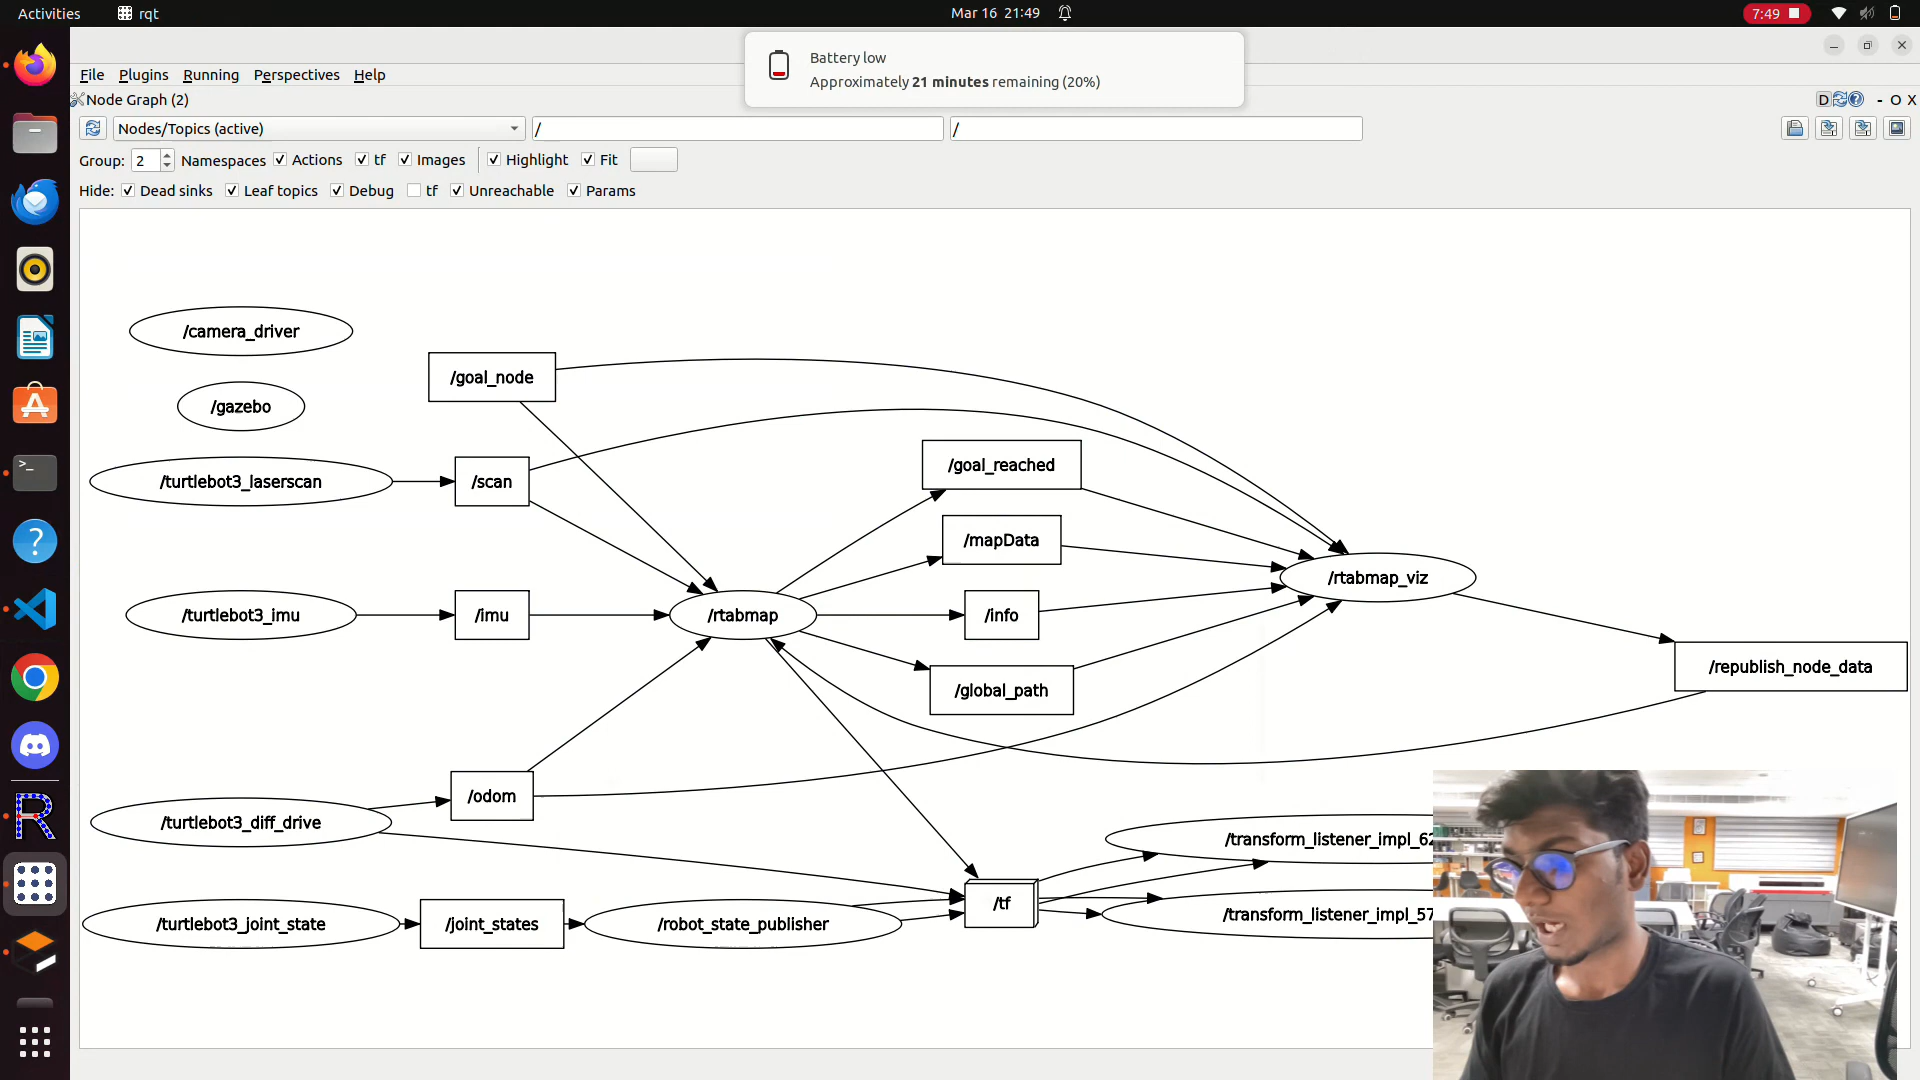 Activities
rqt
Mar 16 21:49
7:49
Battery low
Approximately 21 minutes remaining (20%)
File Plugins Running Perspectives Help
Node Graph (2)
D
- O X
Nodes/Topics (active)
/
/
Group: 2 Namespaces Actions tf Images Highlight Fit
Hide: Dead sinks Leaf topics Debug tf Unreachable Params
/camera_driver
/goal_node
/gazebo
/goal_reached
/turtlebot3_laserscan
/scan
/mapData
/rtabmap_viz
/turtlebot3_imu
/imu
/rtabmap
/info
/republish_node_data
/global_path
/odom
/turtlebot3_diff_drive
/transform_listener_impl_62
/tf
/transform_listener_impl_57
/turtlebot3_joint_state
/joint_states
/robot_state_publisher